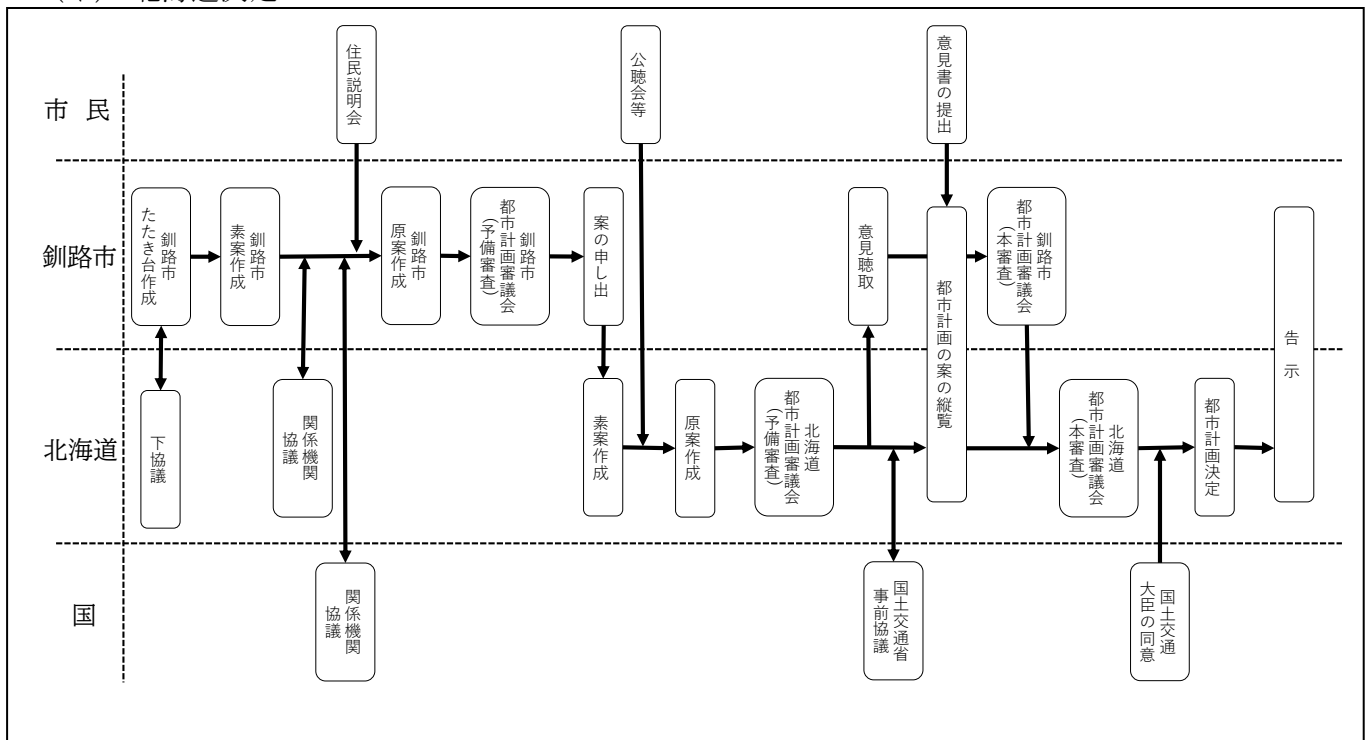 市 民
住民説明会
公聴会等
意見書の提出
釧路市
釧路市
たたき台作成
釧路市
素案作成
釧路市
原案作成
釧路市
都市計画審議会
(予備審査)
案の申し出
意見聴取
都市計画の案の縦覧
釧路市
都市計画審議会
(本審査)
告 示
北海道
下協議
関係機関
協議
素案作成
原案作成
北海道
都市計画審議会
(予備審査)
北海道
都市計画審議会
(本審査)
都市計画決定
国
関係機関
協議
国土交通省
事前協議
国土交通
大臣の同意